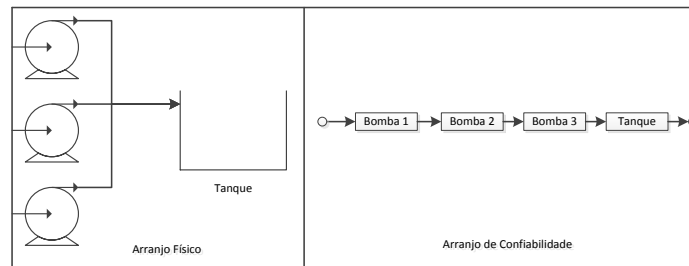 Tanque
Arranjo Físico
Bomba 1
Bomba 2
Bomba 3
Tanque
Arranjo de Confiabilidade